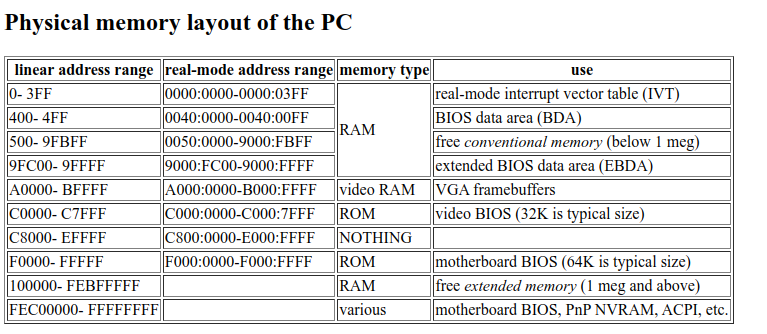 Physical memory layout of the PC
linear address range real-mode address range memory type use
0- 3FF 0000:0000-0000:03FF RAM real-mode interrupt vector table (IVT)
400- 4FF 0040:0000-0040:00FF BIOS data area (BDA)
500- 9FBFF 0050:0000-9000:FBFF free conventional memory (below 1 meg)
9FC00- 9FFFF 9000:FC00-9000:FFFF extended BIOS data area (EBDA)
A0000- BFFFF A000:0000-B000:FFFF video RAM VGA framebuffers
C0000- C7FFF C000:0000-C000:7FFF ROM video BIOS (32K is typical size)
C8000- EFFFF C800:0000-E000:FFFF NOTHING
F0000- FFFFF F000:0000-F000:FFFF ROM motherboard BIOS (64K is typical size)
100000- FEBFFFFF RAM free extended memory (1 meg and above)
FEC00000- FFFFFFFF various motherboard BIOS, PnP NVRAM, ACPI, etc.